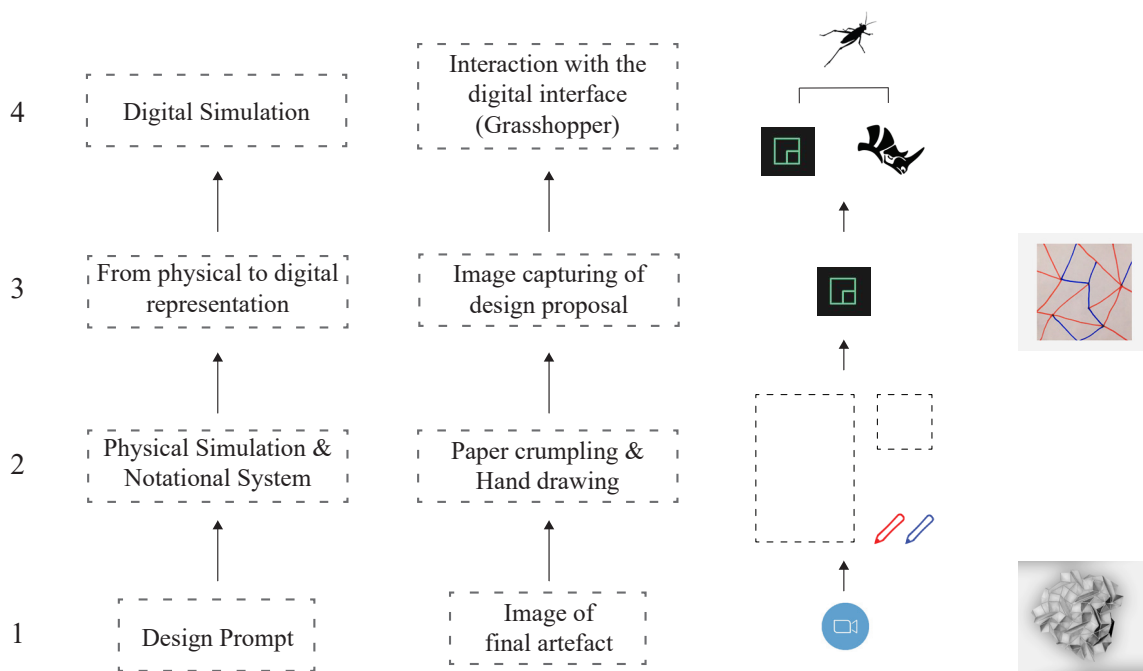 4
Digital Simulation
Interaction with the
digital interface
(Grasshopper)
3
From physical to digital
representation
Image capturing of
design proposal
2
Physical Simulation &
Notational System
Paper crumpling &
Hand drawing
1
Design Prompt
Image of
final artefact